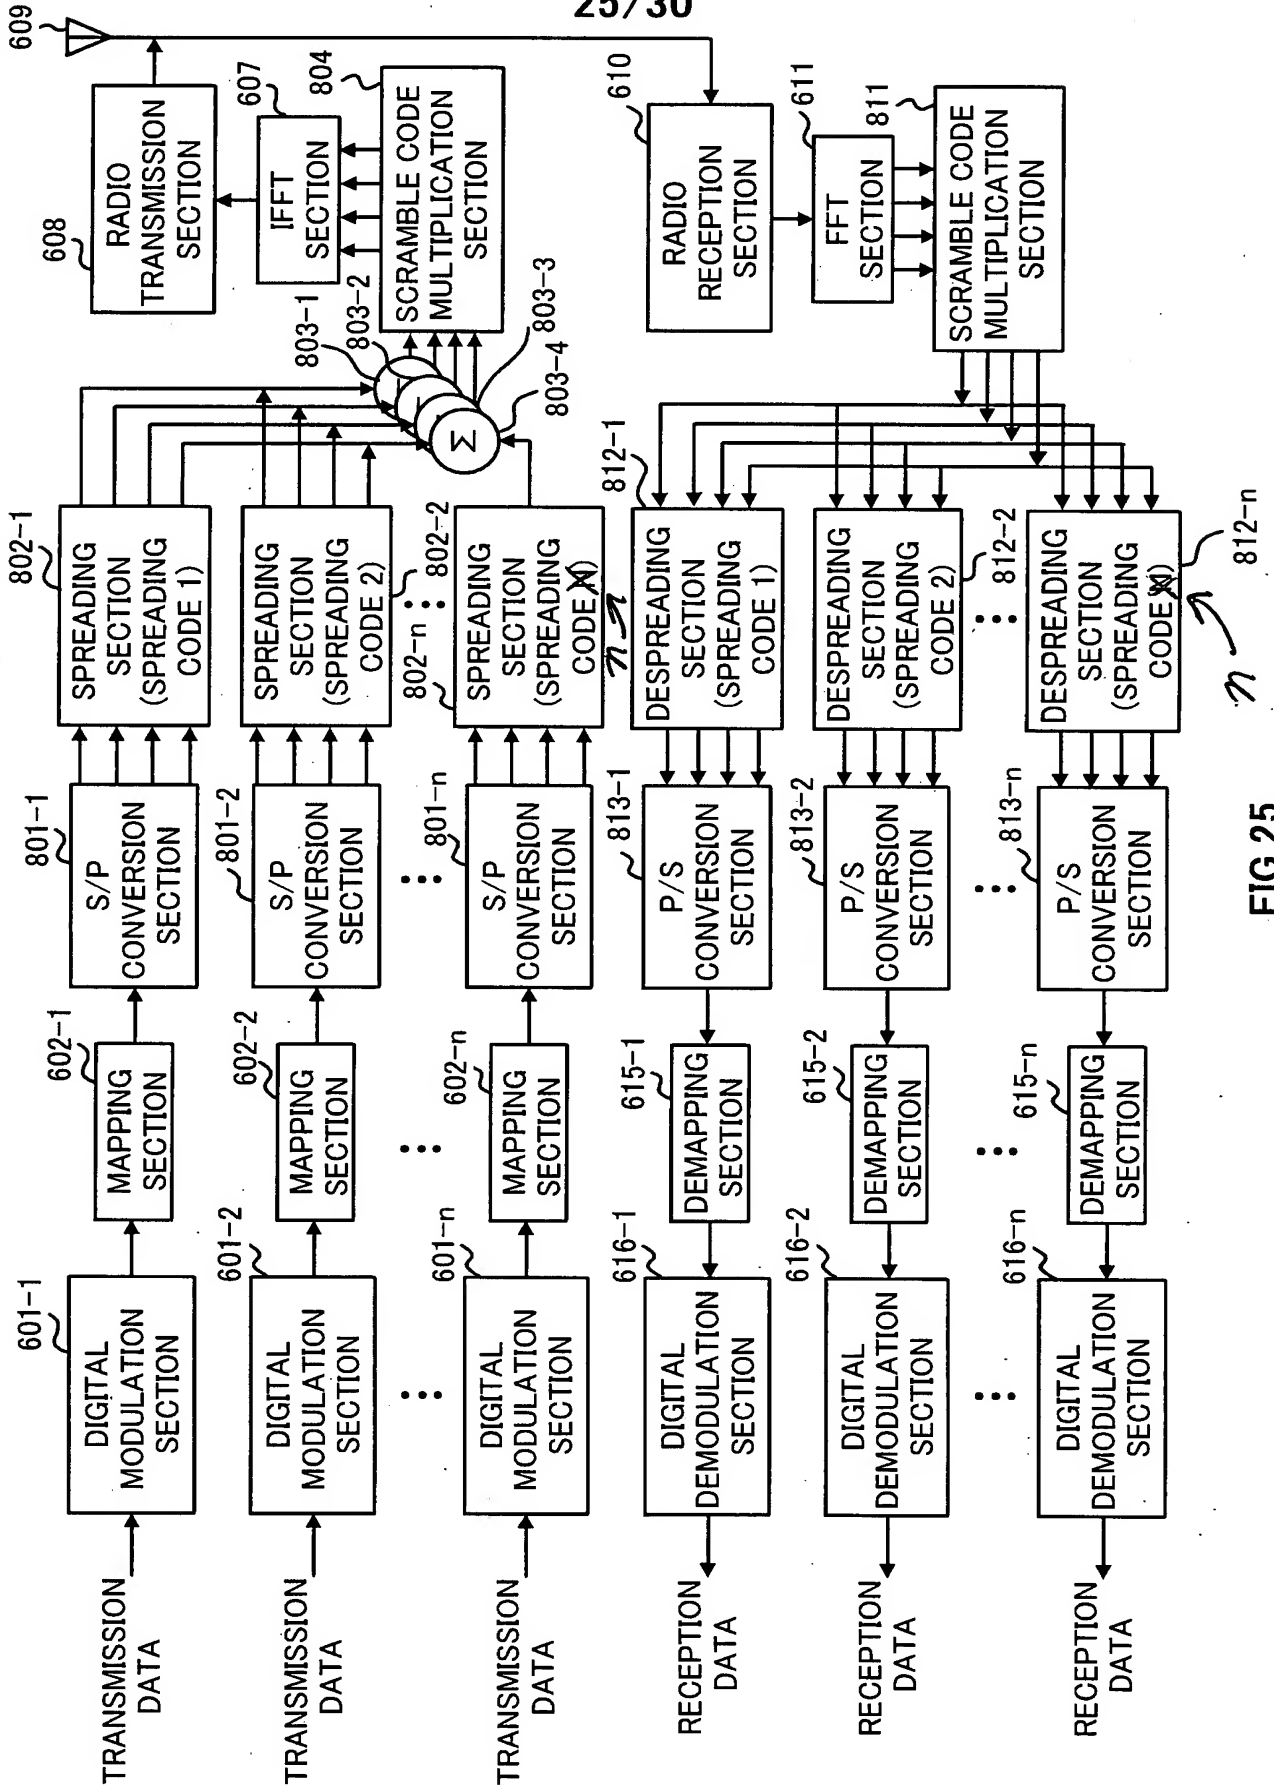 25/30
609
RADIO
TRANSMISSION
SECTION
608
IFFT
SECTION
607
SCRAMBLE CODE
MULTIPLICATION
SECTION
804
803-1
803-2
803-3
803-4
Σ
RADIO
RECEPTION
SECTION
610
FFT
SECTION
611
SCRAMBLE CODE
MULTIPLICATION
SECTION
811
TRANSMISSION
DATA
DIGITAL
MODULATION
SECTION
601-1
MAPPING
SECTION
602-1
S/P
CONVERSION
SECTION
801-1
SPREADING
SECTION
(SPREADING
CODE 1)
802-1
TRANSMISSION
DATA
DIGITAL
MODULATION
SECTION
601-2
MAPPING
SECTION
602-2
S/P
CONVERSION
SECTION
801-2
SPREADING
SECTION
(SPREADING
CODE 2)
802-2
TRANSMISSION
DATA
DIGITAL
MODULATION
SECTION
601-n
MAPPING
SECTION
602-n
S/P
CONVERSION
SECTION
801-n
SPREADING
SECTION
(SPREADING
CODE )
n
802-n
RECEPTION
DATA
DIGITAL
DEMODULATION
SECTION
616-1
DEMAPPING
SECTION
615-1
P/S
CONVERSION
SECTION
813-1
DESPREADING
SECTION
(SPREADING
CODE 1)
812-1
RECEPTION
DATA
DIGITAL
DEMODULATION
SECTION
616-2
DEMAPPING
SECTION
615-2
P/S
CONVERSION
SECTION
813-2
DESPREADING
SECTION
(SPREADING
CODE 2)
812-2
RECEPTION
DATA
DIGITAL
DEMODULATION
SECTION
616-n
DEMAPPING
SECTION
615-n
P/S
CONVERSION
SECTION
813-n
DESPREADING
SECTION
(SPREADING
CODE )
n
812-n
FIG.25